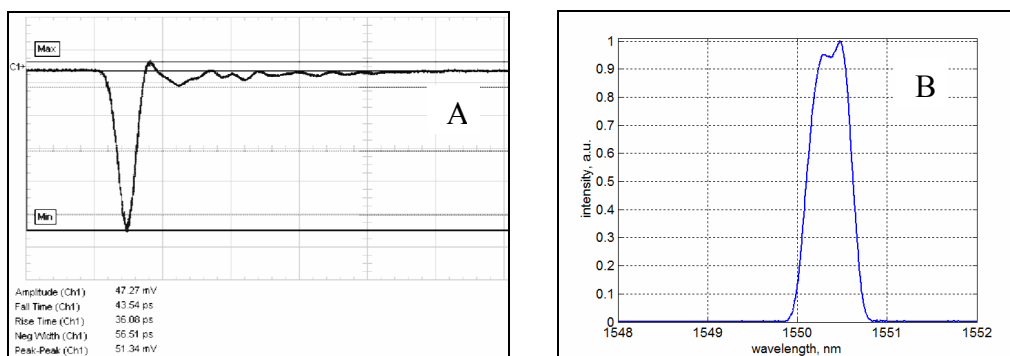 Max
C1
A
Min
Amplitude (Ch1) 47.27 mV
Fall Time (Ch1) 43.54 ps
Rise Time (Ch1) 36.08 ps
Neg Width (Ch1) 56.51 ps
Peak-Peak (Ch1) 51.34 mV
B
intensity, a.u.
1
0.9
0.8
0.7
0.6
0.5
0.4
0.3
0.2
0.1
0
1548 1549 1550 1551 1552
wavelength, nm